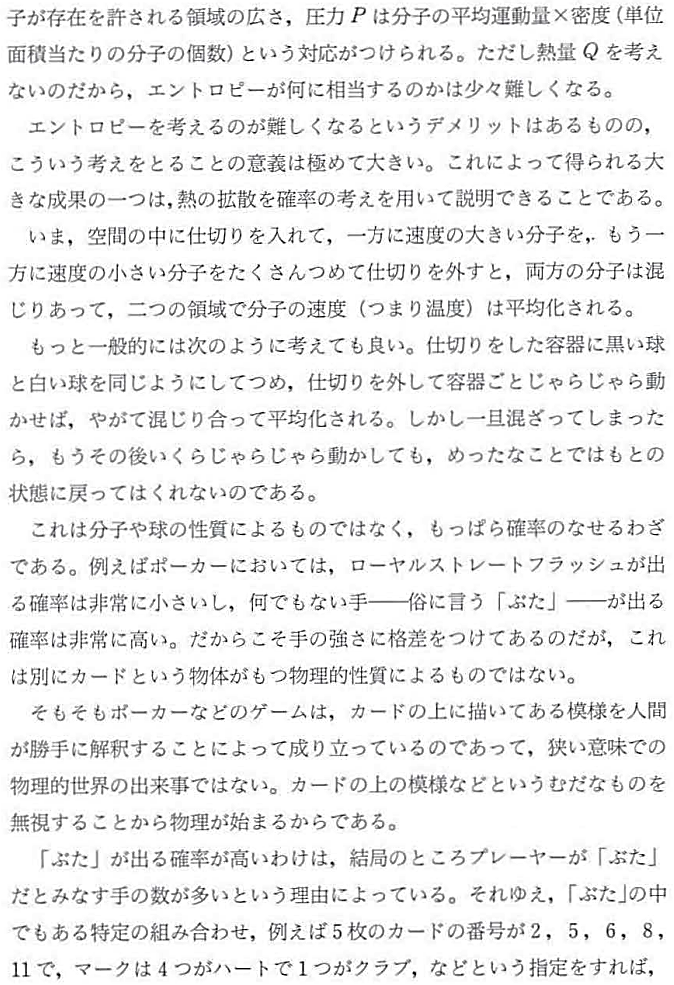 子が存在を許される領域の広さ，圧力 P は分子の平均運動量×密度（単位
面積当たりの分子の個数）という対応がつけられる。ただし熱量 Q を考え
ないのだから，エントロピーが何に相当するのかは少々難しくなる。
エントロピーを考えるのが難しくなるというデメリットはあるものの，
こういう考えをとることの意義は極めて大きい。これによって得られる大
きな成果の一つは，熱の拡散を確率の考えを用いて説明できることである。
いま，空間の中に仕切りを入れて，一方に速度の大きい分子を，もう一
方に速度の小さい分子をたくさんつめて仕切りを外すと，両方の分子は混
じりあって，二つの領域で分子の速度（つまり温度）は平均化される。
もっと一般的には次のように考えても良い。仕切りをした容器に黒い球
と白い球を同じようにしてつめ，仕切りを外して容器ごとじゃらじゃら動
かせば，やがて混じり合って平均化される。しかし一旦混ざってしまった
ら，もうその後いくらじゃらじゃら動かしても，めったなことではもとの
状態に戻ってはくれないのである。
これは分子や球の性質によるものではなく，もっぱら確率のなせるわざ
である。例えばポーカーにおいては，ローヤルストレートフラッシュが出
る確率は非常に小さいし，何でもない手――俗に言う「ぶた」――が出る
確率は非常に高い。だからこそ手の強さに格差をつけてあるのだが，これ
は別にカードという物体がもつ物理的性質によるものではない。
そもそもポーカーなどのゲームは，カードの上に描いてある模様を人間
が勝手に解釈することによって成り立っているのであって，狭い意味での
物理的世界の出来事ではない。カードの上の模様などというむだなものを
無視することから物理が始まるからである。
「ぶた」が出る確率が高いわけは，結局のところプレーヤーが「ぶた」
だとみなす手の数が多いという理由によっている。それゆえ，「ぶた」の中
でもある特定の組み合わせ，例えば5枚のカードの番号が2，5，6，8，
11で，マークは4つがハートで1つがクラブ，などという指定をすれば，